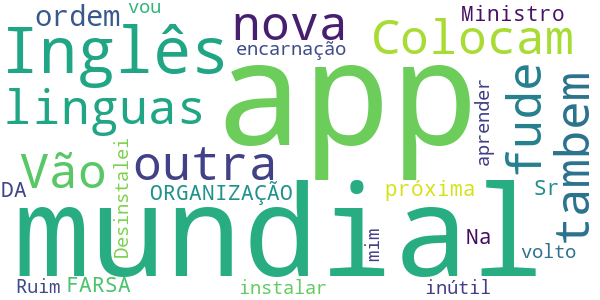 ordem vou nova Ministro
Inglês encarnação Colocam
linguas app aprender fude tambem
Vão outra Desinstalei
DA ORGANIZAÇÃO próxima Sr
mundial mim Na volto
Ruim FARSA instalar inútil